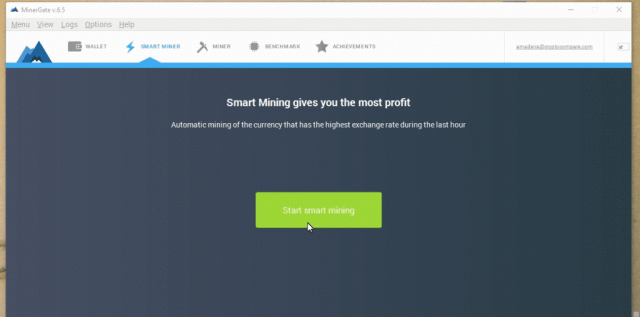 MinerGate v.6.5
Menu View Logs Options Help
WALLET SMART MINER MINER BENCHMARK ACHIEVEMENTS
Smart Mining gives you the most profit
Automatic mining of the currency that has the highest exchange rate during the last hour
Start smart mining